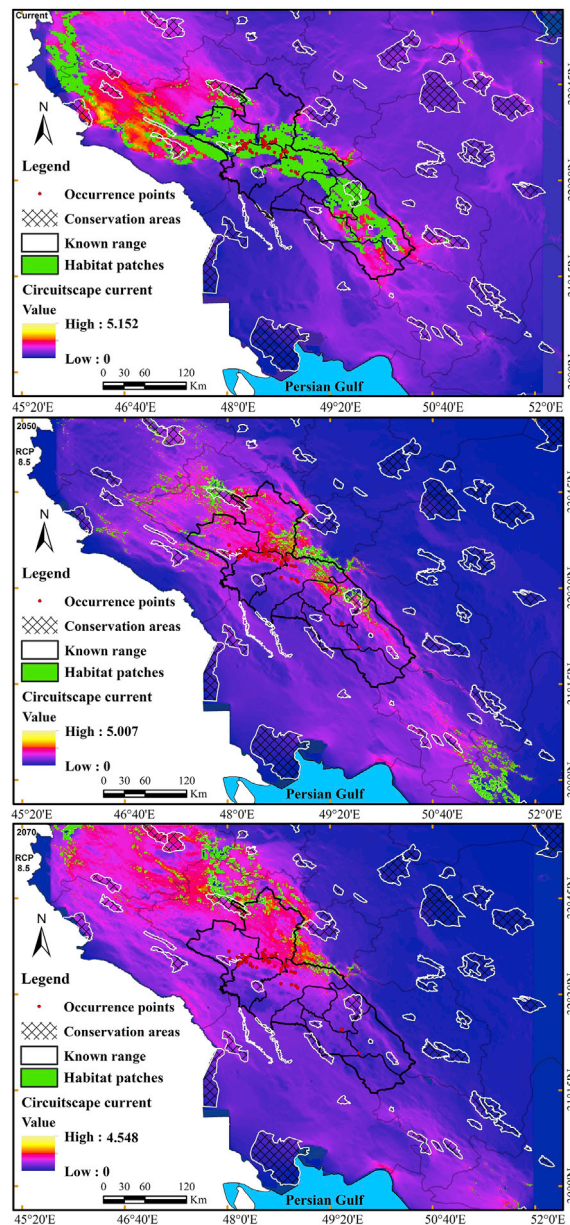 Current
N
Legend
Occurrence points
Conservation areas
Known range
Habitat patches
Circuitscape current
Value
High : 5.152
Low : 0
0 30 60 120
Km
Persian Gulf
45°20'E 46°40'E 48°0'E 49°20'E 50°40'E 52°0'E
2050
RCP
8.5
N
Legend
Occurrence points
Conservation areas
Known range
Habitat patches
Circuitscape current
Value
High : 5.007
Low : 0
0 30 60 120
Km
Persian Gulf
45°20'E 46°40'E 48°0'E 49°20'E 50°40'E 52°0'E
2070
RCP
8.5
N
Legend
Occurrence points
Conservation areas
Known range
Habitat patches
Circuitscape current
Value
High : 4.548
Low : 0
0 30 60 120
Km
Persian Gulf
45°20'E 46°40'E 48°0'E 49°20'E 50°40'E 52°0'E